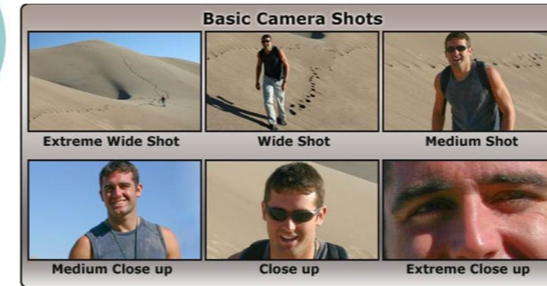 Basic Camera Shots
Extreme Wide Shot
Wide Shot
Medium Shot
Medium Close up
Close up
Extreme Close up